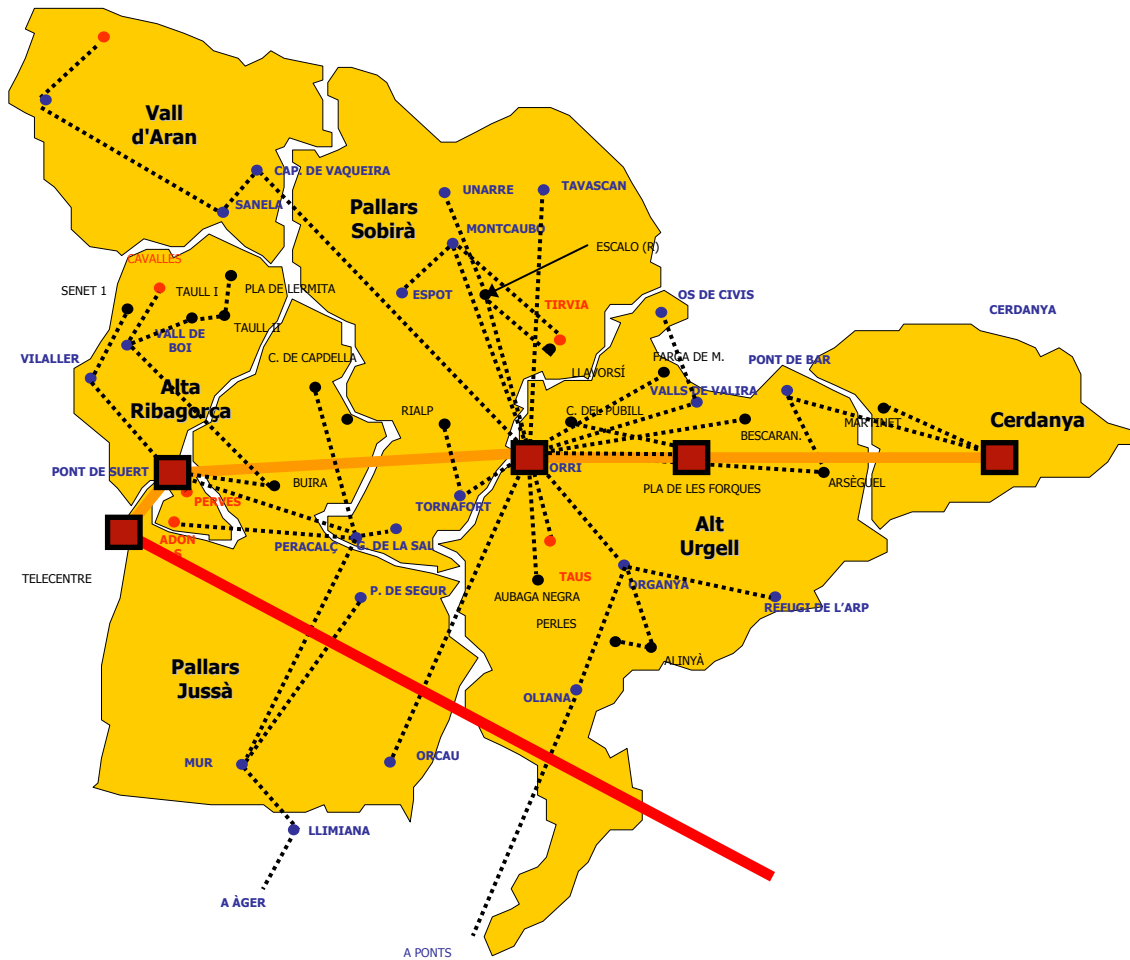 Vall
d'Aran
CAP. DE VAQUEIRA
SANELA
UNARRE
TAVASCAN
Pallars
Sobirà
MONTCAUBO
ESCALO (R)
CAVALLES
SENET 1
TAULL I
PLA DE LERMITA
ESPOT
TIRVIA
OS DE CIVIS
CERDANYA
VALL DE
BOI
TAULL II
VILALLER
C. DE CAPDELLA
LLAVORSÍ
FARGA DE M.
PONT DE BAR
Alta
Ribagorça
RIALP
C. DEL PUBILL
VALLS DE VALIRA
MARTINET
Cerdanya
BESCARAN.
PONT DE SUERT
BUIRA
ORRI
PLA DE LES FORQUES
ARSÈGUEL
PERVES
TORNAFORT
ADON
S
PERACALÇ
G. DE LA SAL
Alt
Urgell
TELECENTRE
P. DE SEGUR
AUBAGA NEGRA
TAUS
ORGANYÀ
REFUGI DE L’ARP
PERLES
ALINYÀ
Pallars
Jussà
OLIANA
MUR
ORCAU
LLIMIANA
A ÀGER
A PONTS